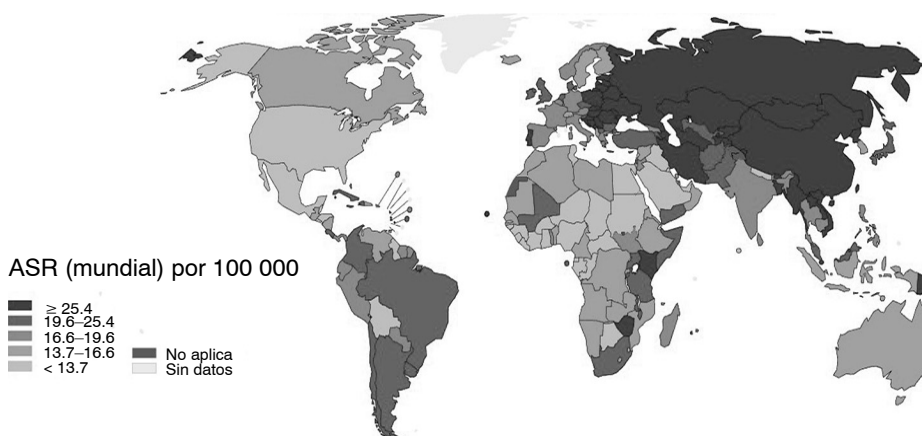 ASR (mundial) por 100 000
≥ 25.4
19.6–25.4
16.6–19.6
13.7–16.6
< 13.7
No aplica
Sin datos